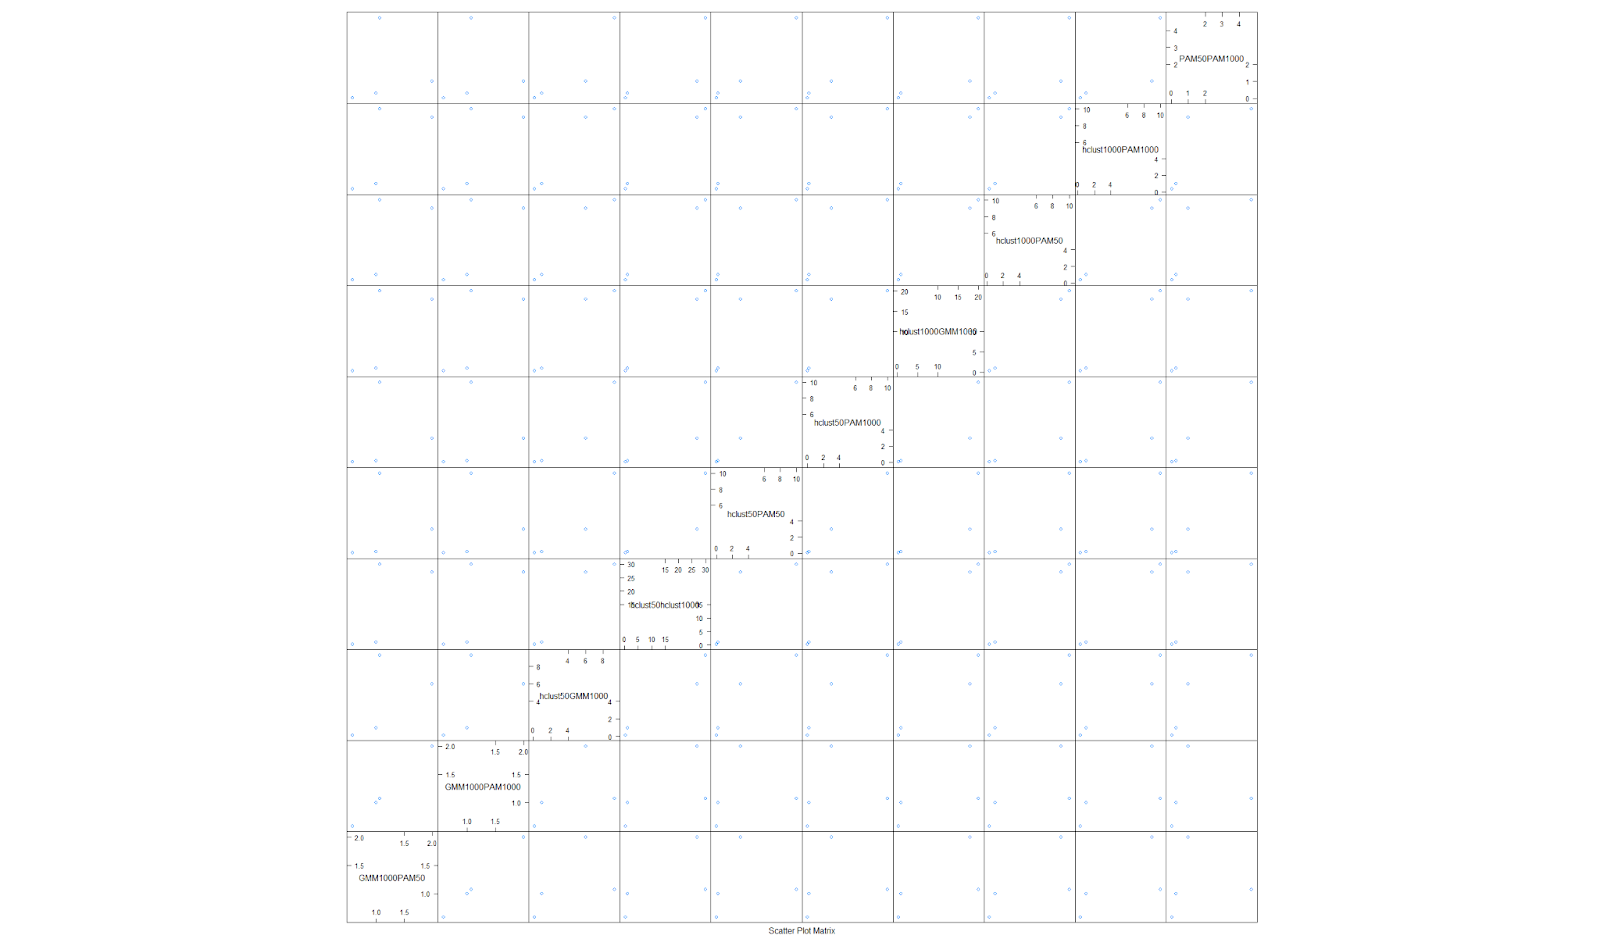 2 3 4
4
3
PAM50PAM1000
2 2
1
0 1 2 0
10 6 8 10
8
6
hclust1000PAM1000
4
2
0 2 4 0
10 6 8 10
8
6
hclust1000PAM50
4
2
0 2 4 0
20 10 15 20
15
hclust1000GMM1000
5
0 5 10 0
10 6 8 10
8
6
hclust50PAM1000
4
2
0 2 4 0
10 6 8 10
8
6
hclust50PAM50
4
2
0 2 4 0
30 15 20 25 30
25
20
hclust50hclust1000
10
5
0 5 10 15 0
4 6 8
8
6
hclust50GMM1000
4 4
2
0 2 4 0
2.0 1.5 2.0
1.5 1.5
GMM1000PAM1000
1.0
1.0 1.5
2.0 1.5 2.0
1.5 1.5
GMM1000PAM50
1.0
1.0 1.5
Scatter Plot Matrix